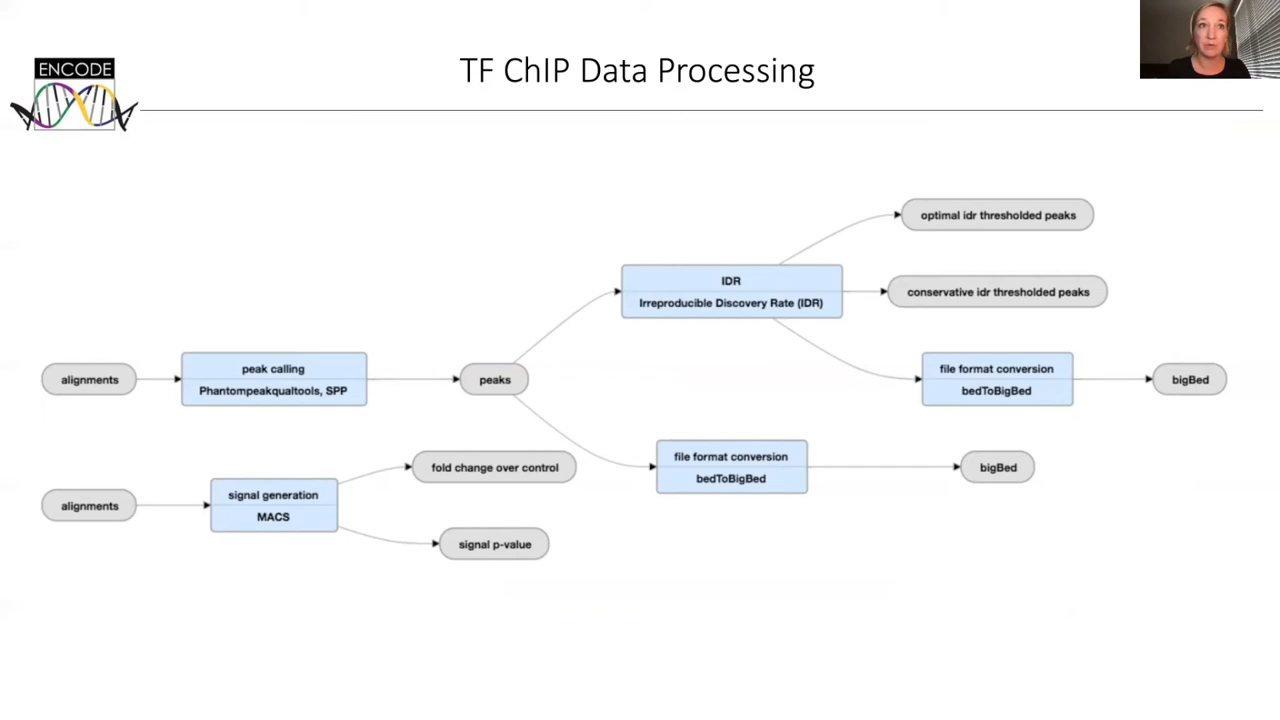 ENCODE
TF ChIP Data Processing
optimal idr thresholded peaks
IDR
Irreproducible Discovery Rate (IDR)
conservative idr thresholded peaks
alignments
peak calling
Phantompeakqualtools, SPP
peaks
file format conversion
bedToBigBed
bigBed
file format conversion
bedToBigBed
bigBed
fold change over control
alignments
signal generation
MACS
signal p-value